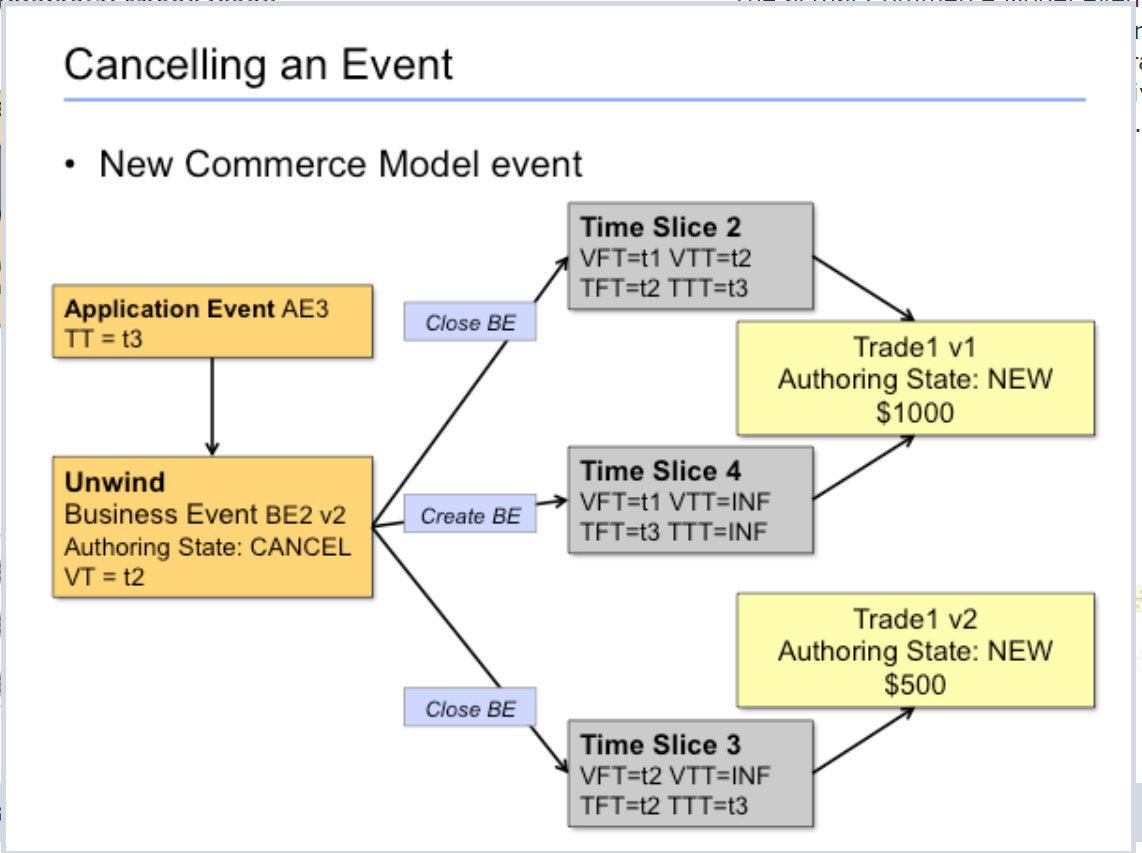 Cancelling an Event
• New Commerce Model event
Time Slice 2
VFT=t1 VTT=t2
TFT=t2 TTT=t3
Application Event AE3
TT = t3
Close BE
Trade1 v1
Authoring State: NEW
$1000
Unwind
Business Event BE2 v2
Authoring State: CANCEL
VT = t2
Create BE
Time Slice 4
VFT=t1 VTT=INF
TFT=t3 TTT=INF
Trade1 v2
Authoring State: NEW
$500
Close BE
Time Slice 3
VFT=t2 VTT=INF
TFT=t2 TTT=t3